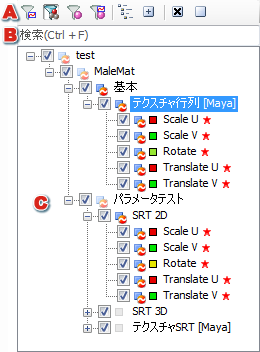 A
B
検索(Ctrl + F)
test
MaleMat
基本
テクスチャ行列 [Maya]
Scale U
Scale V
Rotate
Translate U
Translate V
C
パラメータテスト
SRT 2D
Scale U
Scale V
Rotate
Translate U
Translate V
SRT 3D
テクスチャSRT [Maya]